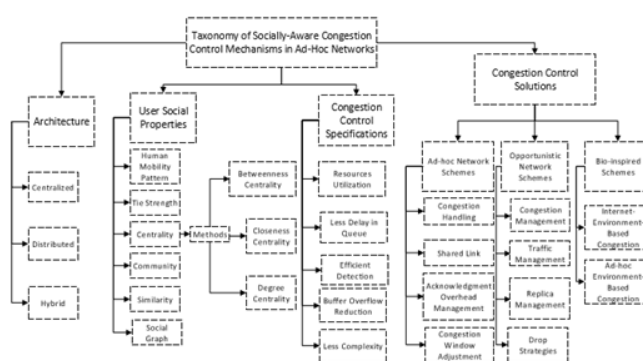 Taxonomy of Socially-Aware Congestion
Control Mechanisms in Ad-Hoc Networks
Architecture
Centralized
Distributed
Hybrid
User Social
Properties
Human
Mobility
Pattern
Tie Strength
Centrality
Community
Similarity
Social
Graph
Methods
Betweenness
Centrality
Closeness
Centrality
Degree
Centrality
Congestion
Control
Specifications
Resources
Utilization
Less Delay in
Queue
Efficient
Detection
Buffer Overflow
Reduction
Less Complexity
Congestion Control
Solutions
Ad-hoc Network
Schemes
Congestion
Handling
Shared Link
Acknowledgment
Overhead
Management
Congestion
Window
Adjustment
Opportunistic
Network
Schemes
Congestion
Management
Traffic
Management
Replica
Management
Drop
Strategies
Bio-inspired
Schemes
Internet-
Environment-
Based Congestion
Ad-hoc
Environment-
Based Congestion